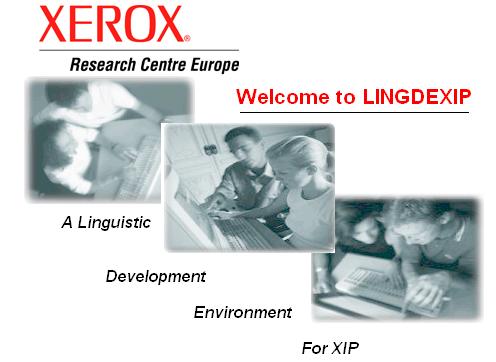 XEROX®
Research Centre Europe
Welcome to LINGDEXIP
A Linguistic
Development
Environment
For XIP